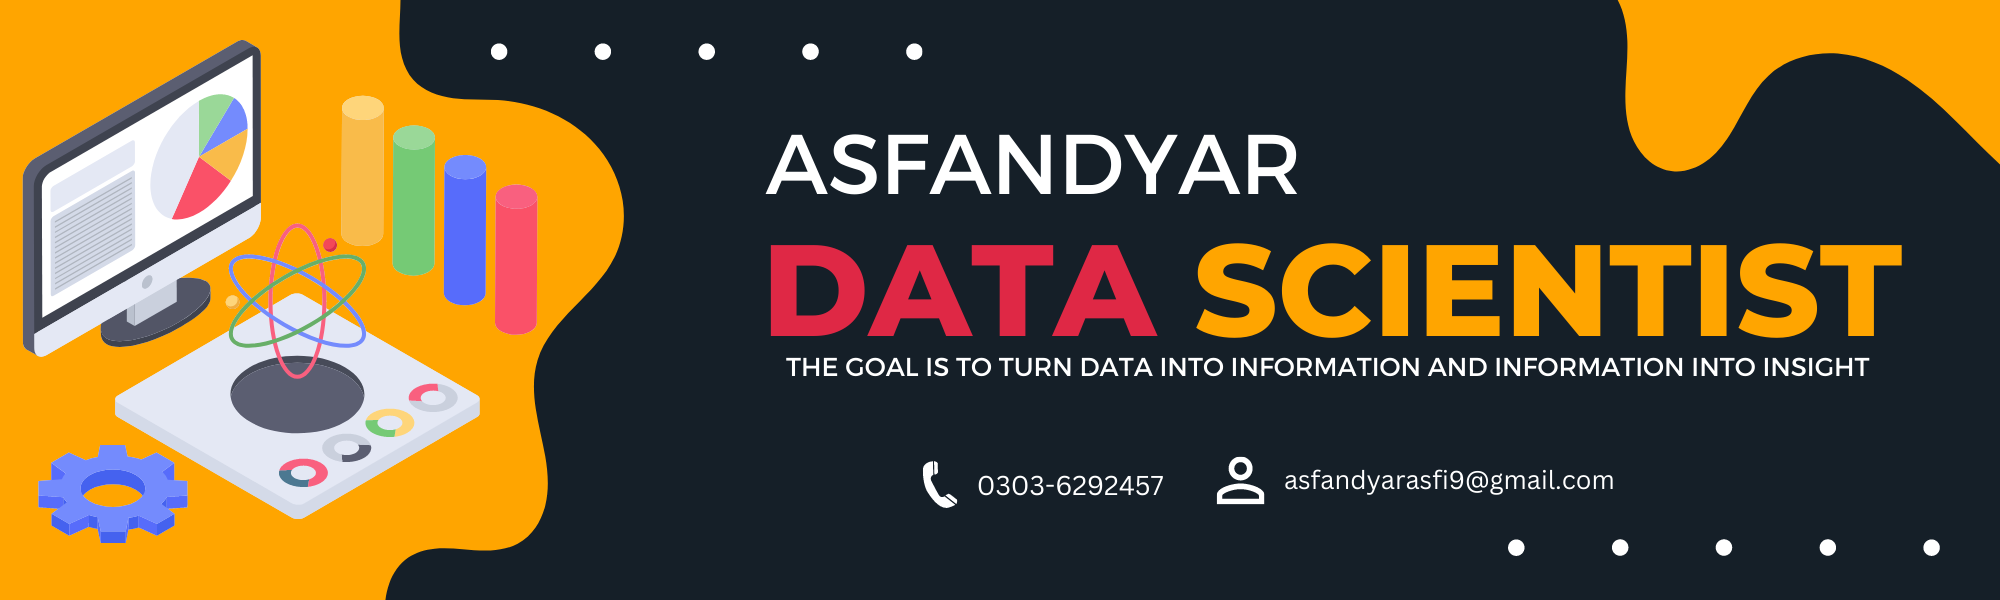 ASFANDYAR
DATA SCIENTIST
THE GOAL IS TO TURN DATA INTO INFORMATION AND INFORMATION INTO INSIGHT
0303-6292457
asfandyarasfi9@gmail.com